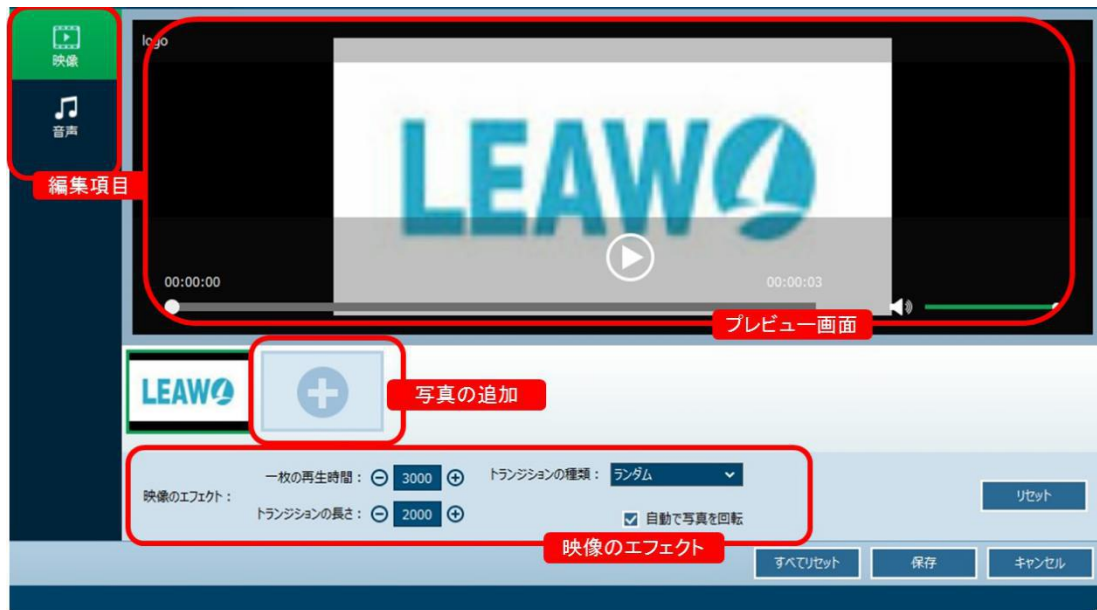 映像
音声
編集項目
logo
LEAWO
00:00:00
00:00:03
プレビュー画面
LEAWO
写真の追加
映像のエフェクト：
一枚の再生時間： 3000
トランジションの種類： ランダム
トランジションの長さ： 2000
自動で写真を回転
リセット
映像のエフェクト
すべてリセット
保存
キャンセル